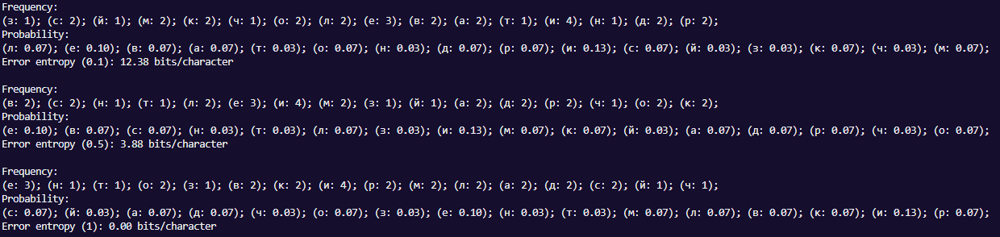 Frequency:
(з: 1); (с: 2); (й: 1); (м: 2); (к: 2); (ч: 1); (о: 2); (л: 2); (е: 3); (в: 2); (а: 2); (т: 1); (и: 4); (н: 1); (д: 2); (р: 2);
Probability:
(л: 0.07); (е: 0.10); (в: 0.07); (а: 0.07); (т: 0.03); (о: 0.07); (н: 0.03); (д: 0.07); (р: 0.07); (и: 0.13); (с: 0.07); (й: 0.03); (з: 0.03); (к: 0.07); (ч: 0.03); (м: 0.07);
Error entropy (0.1): 12.38 bits/character
Frequency:
(в: 2); (с: 2); (н: 1); (т: 1); (л: 2); (е: 3); (и: 4); (м: 2); (з: 1); (й: 1); (а: 2); (д: 2); (р: 2); (ч: 1); (о: 2); (к: 2);
Probability:
(е: 0.10); (в: 0.07); (с: 0.07); (н: 0.03); (т: 0.03); (л: 0.07); (з: 0.03); (и: 0.13); (м: 0.07); (к: 0.07); (й: 0.03); (а: 0.07); (д: 0.07); (р: 0.07); (ч: 0.03); (о: 0.07);
Error entropy (0.5): 3.88 bits/character
Frequency:
(е: 3); (н: 1); (т: 1); (о: 2); (з: 1); (в: 2); (к: 2); (и: 4); (р: 2); (м: 2); (л: 2); (а: 2); (д: 2); (с: 2); (й: 1); (ч: 1);
Probability:
(с: 0.07); (й: 0.03); (а: 0.07); (д: 0.07); (ч: 0.03); (о: 0.07); (з: 0.03); (е: 0.10); (н: 0.03); (т: 0.03); (м: 0.07); (л: 0.07); (в: 0.07); (к: 0.07); (и: 0.13); (р: 0.07);
Error entropy (1): 0.00 bits/character